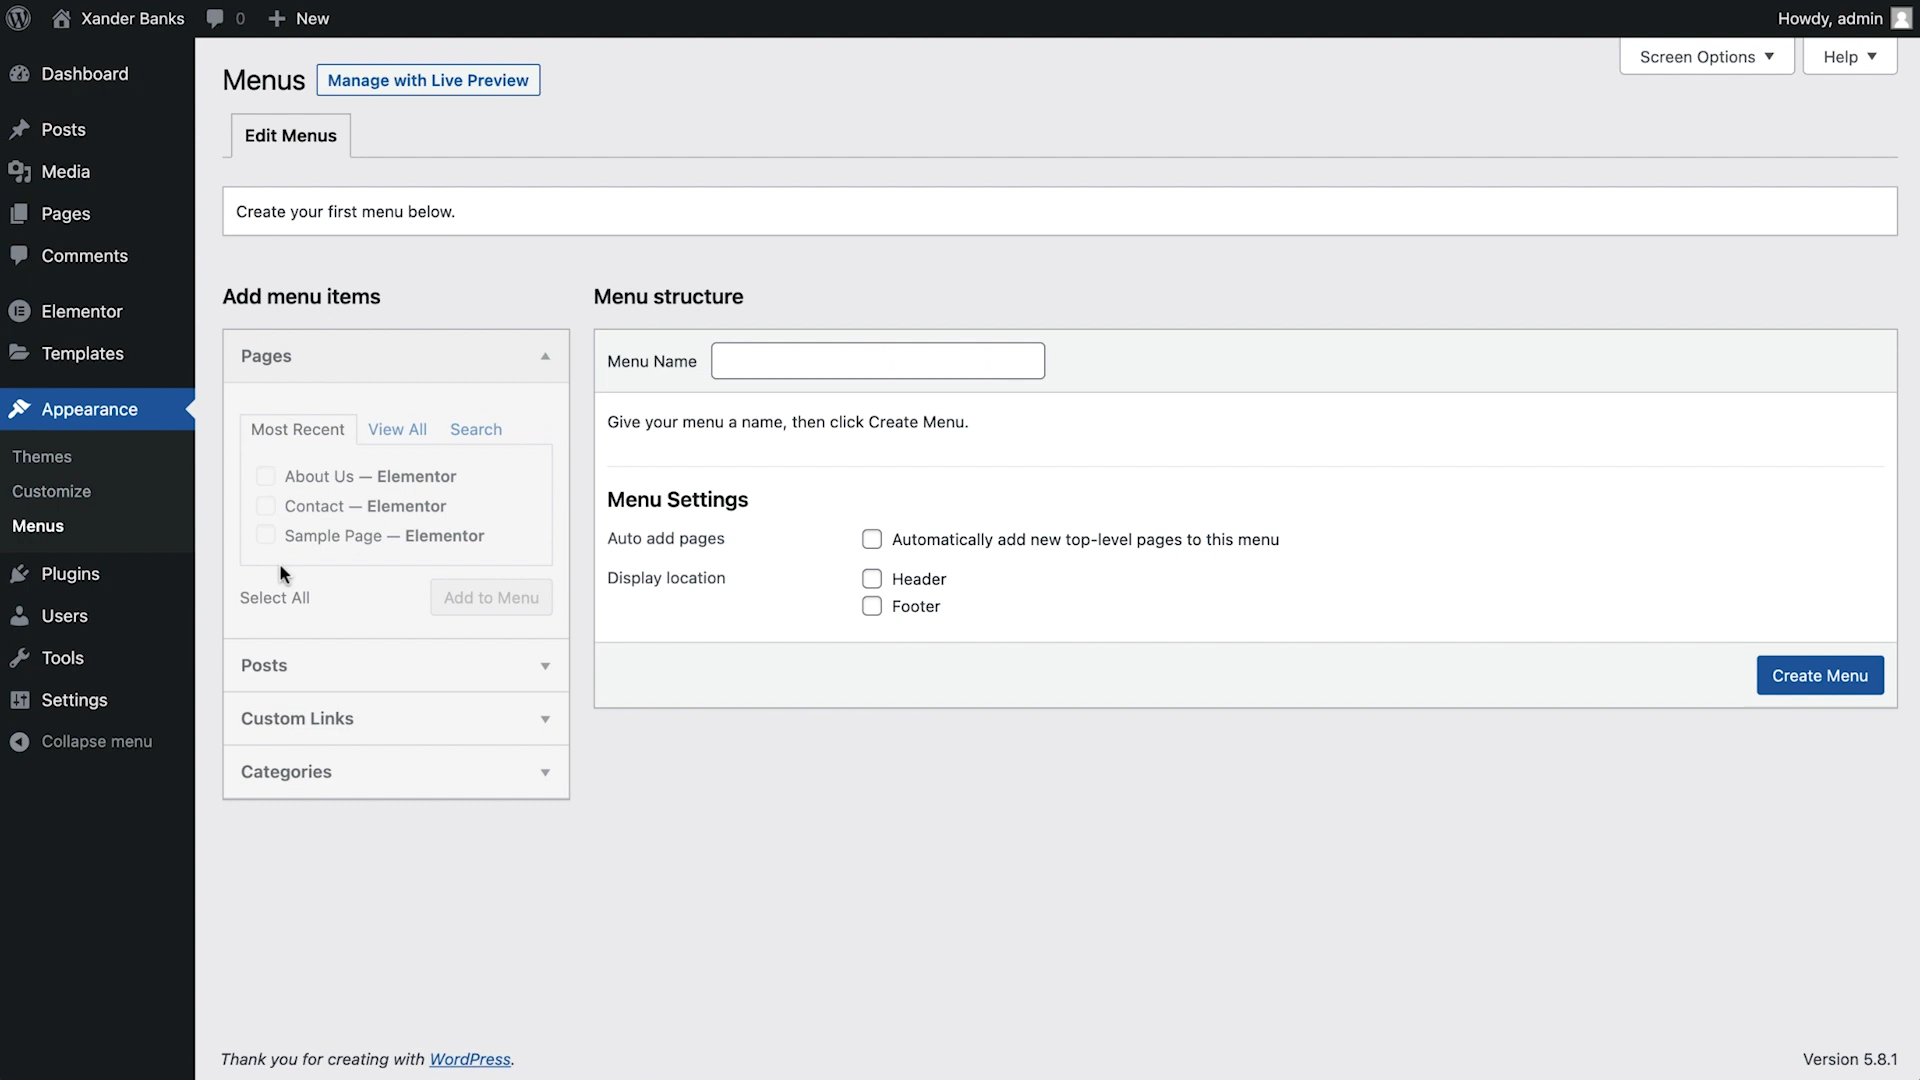 Xander Banks
0
New
Howdy, admin
Dashboard
Posts
Media
Pages
Comments
Elementor
Templates
Appearance
Themes
Customize
Menus
Plugins
Users
Tools
Settings
Collapse menu
Screen Options ▼
Help ▼
Menus
Manage with Live Preview
Edit Menus
Create your first menu below.
Add menu items
Pages
Most Recent
View All
Search
About Us — Elementor
Contact — Elementor
Sample Page — Elementor
Select All
Add to Menu
Posts
Custom Links
Categories
Menu structure
Menu Name
Give your menu a name, then click Create Menu.
Menu Settings
Auto add pages
Automatically add new top-level pages to this menu
Display location
Header
Footer
Create Menu
Thank you for creating with WordPress.
Version 5.8.1